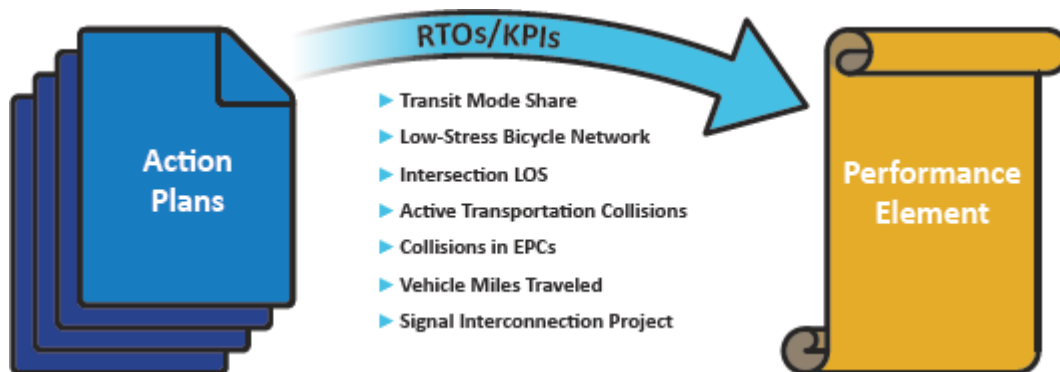 RTOs/KPIs
Action
Plans
Transit Mode Share
Low-Stress Bicycle Network
Intersection LOS
Active Transportation Collisions
Collisions in EPCs
Vehicle Miles Traveled
Signal Interconnection Project
Performance
Element